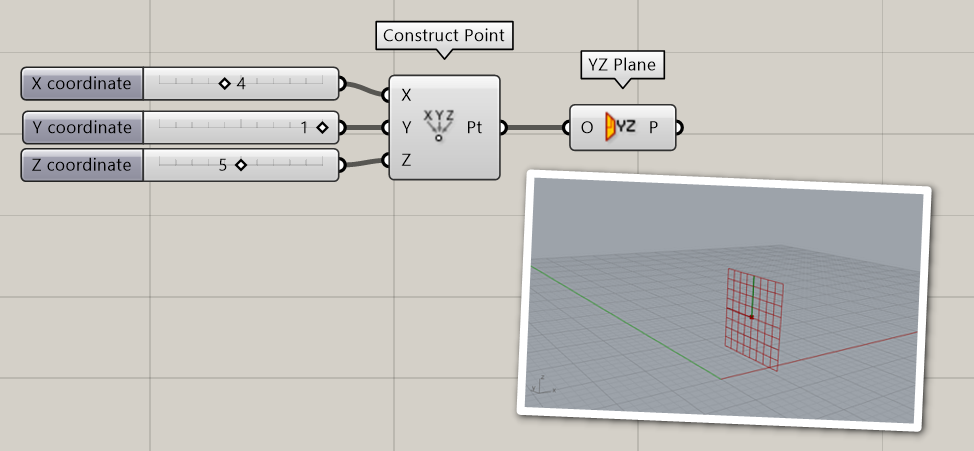 Construct Point
YZ Plane
X coordinate 4
Y coordinate 1
Z coordinate 5
X
Y
Z
XYZ
Pt
O YZ P
z